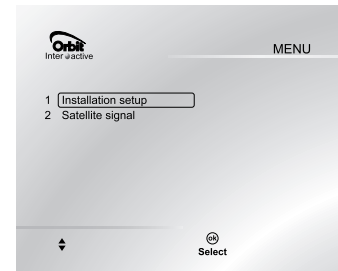 Orbit
Inter active
MENU
1 Installation setup
2 Satellite signal
ok
Select